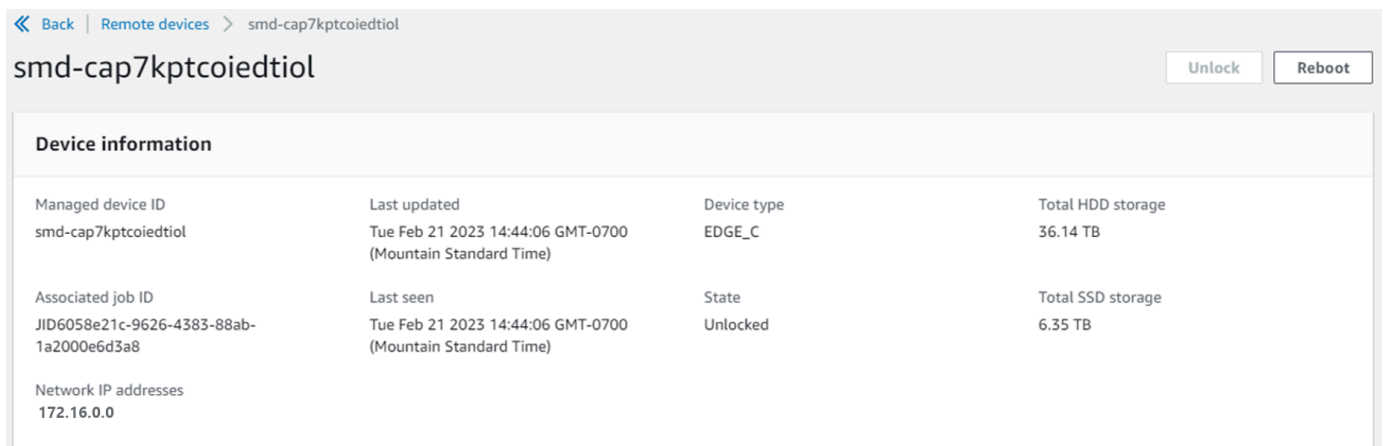 Back | Remote devices > smd-cap7kptcoiedtiol
smd-cap7kptcoiedtiol
Unlock Reboot
Device information
Managed device ID Last updated Device type Total HDD storage
smd-cap7kptcoiedtiol Tue Feb 21 2023 14:44:06 GMT-0700 EDGE_C 36.14 TB
(Mountain Standard Time)
Associated job ID Last seen State Total SSD storage
JID6058e21c-9626-4383-88ab- Tue Feb 21 2023 14:44:06 GMT-0700 Unlocked 6.35 TB
1a2000e6d3a8 (Mountain Standard Time)
Network IP addresses
172.16.0.0